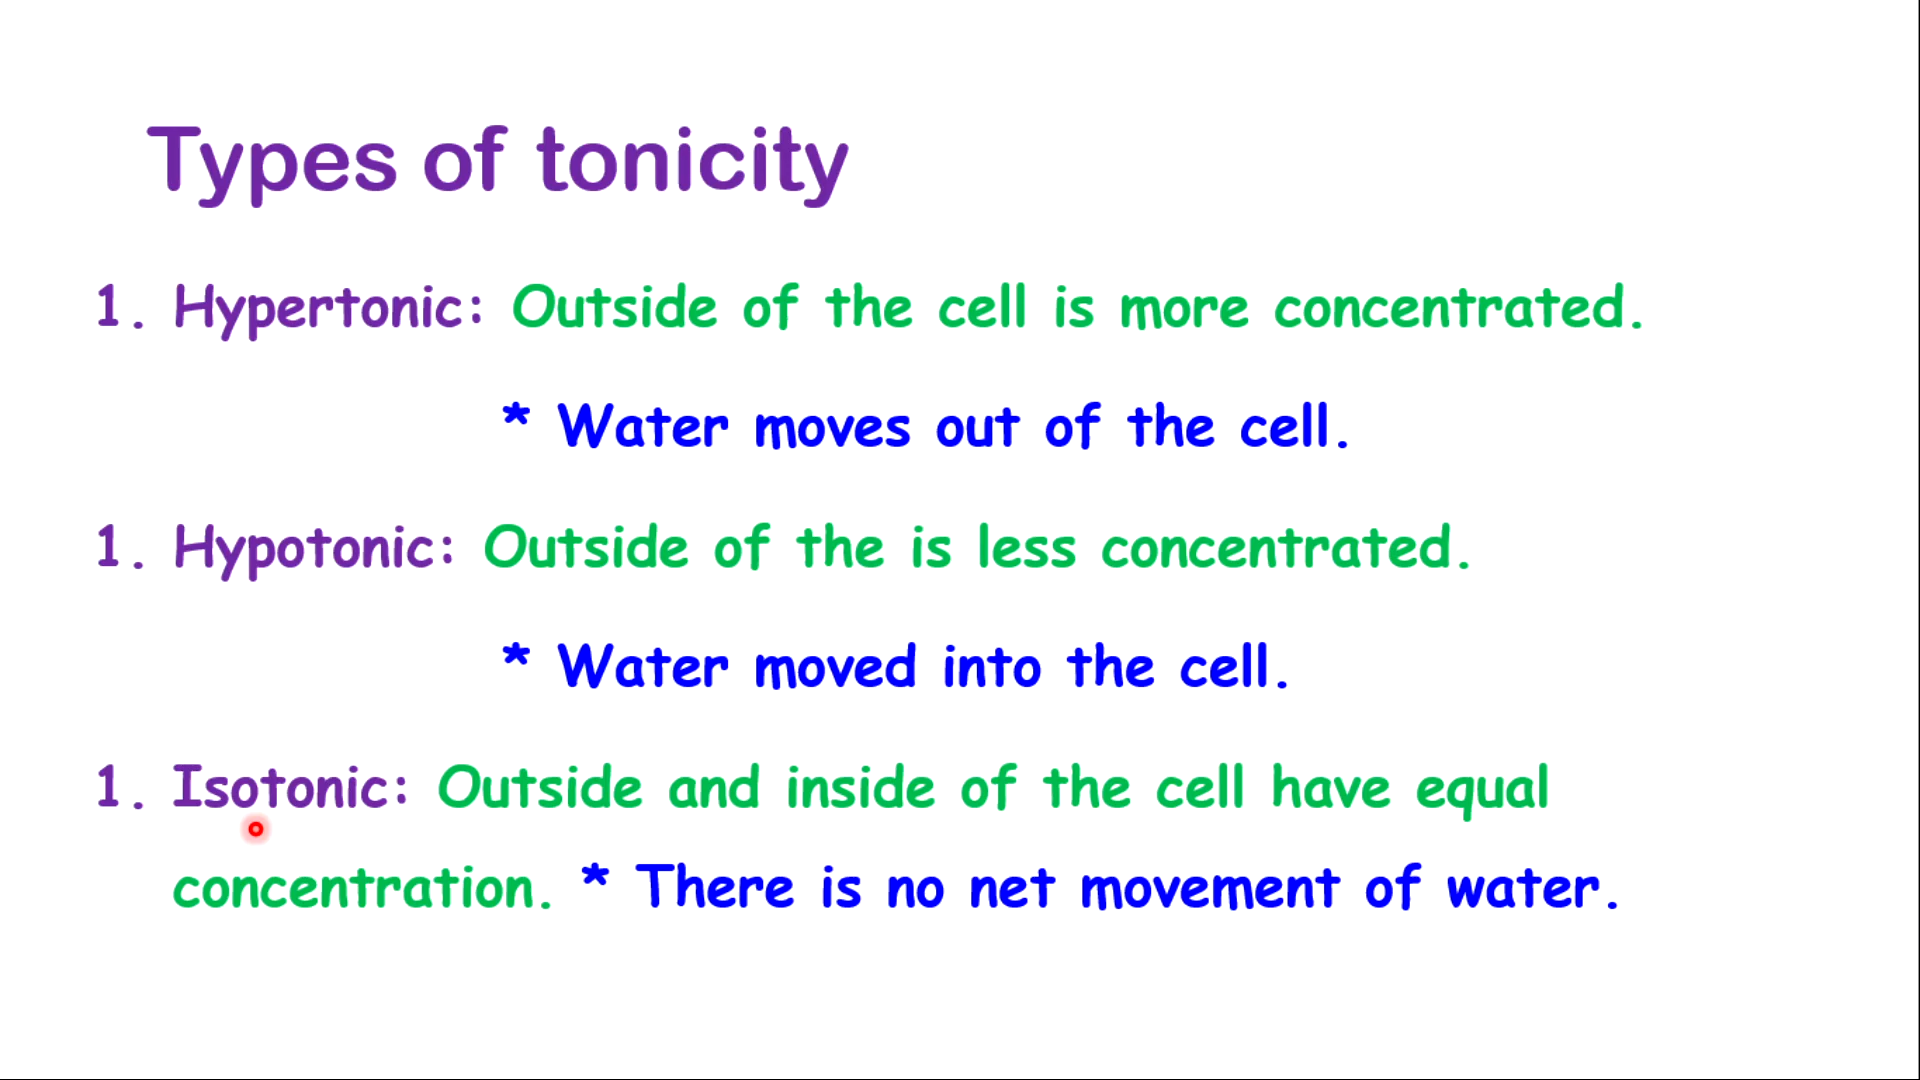 Types of tonicity
1. Hypertonic: Outside of the cell is more concentrated.
* Water moves out of the cell.
1. Hypotonic: Outside of the is less concentrated.
* Water moved into the cell.
1. Isotonic: Outside and inside of the cell have equal
concentration. * There is no net movement of water.